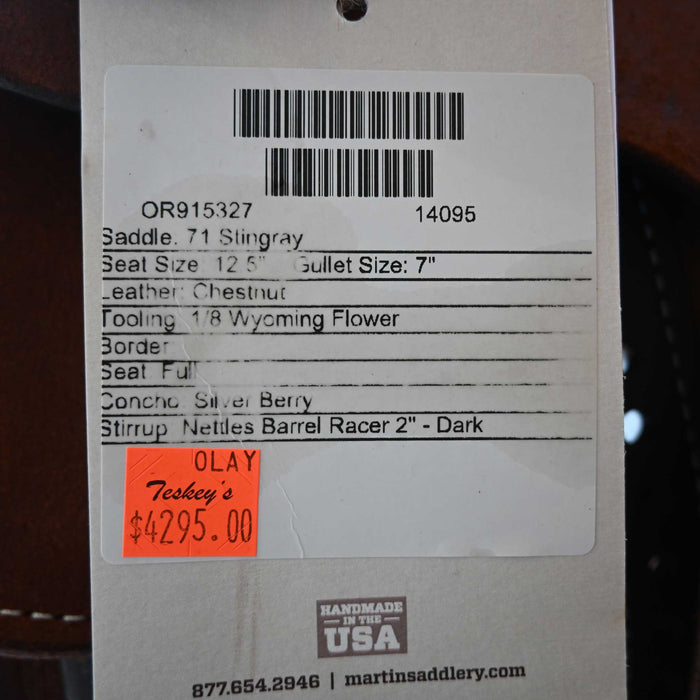 OR915327 14095
Saddle: 71 Stingray
Seat Size: 12.5" Gullet Size: 7"
Leather: Chestnut
Tooling: 1/8 Wyoming Flower
Border:
Seat: Full
Concho: Silver Berry
Stirrup: Nettles Barrel Racer 2" - Dark
OLAY
Teskey's
$4295.00
HANDMADE
IN THE
USA
877.654.2946 | martinsaddlery.com